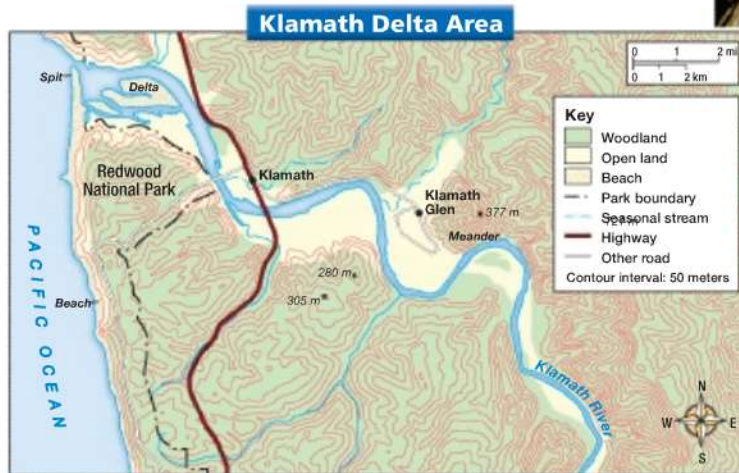 Klamath Delta Area
0 1 2 mi
0 1 2 km
Spit
Delta
Key
Woodland
Open land
Beach
Park boundary
Seasonal stream
Highway
Other road
Contour interval: 50 meters
Redwood
National Park
Klamath
Klamath
Glen
377 m
Meander
280 m
305 m
Beach
PACIFIC OCEAN
Klamath River
N
W E
S